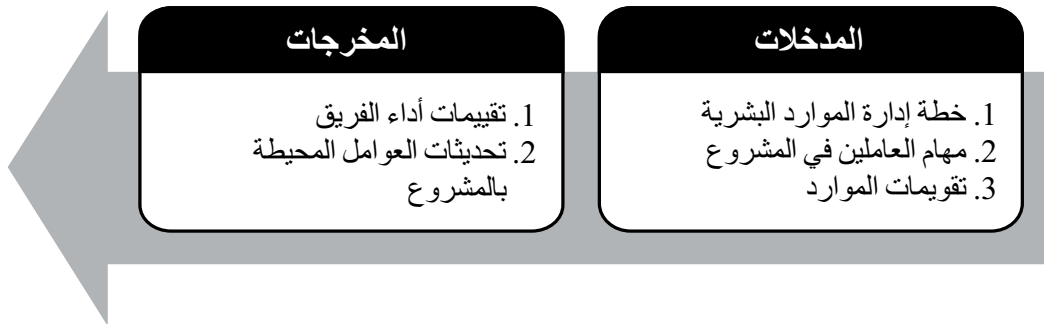 المدخلات
1. خطة إدارة الموارد البشرية
2. مهام العاملين في المشروع
3. تقويمات الموارد
المخرجات
1. تقييمات أداء الفريق
2. تحديثات العوامل المحيطة
بالمشروع